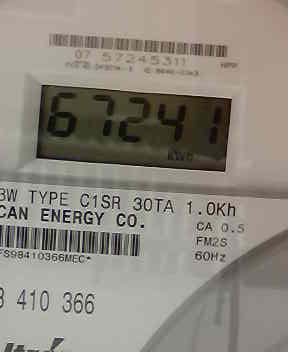 07 57245311
67241
KWH
3W TYPE C1SR 30TA 1.0Kh
CAN ENERGY CO.
CA 0.5
FM2S
60Hz
FS98410366MEC*
3 410 366